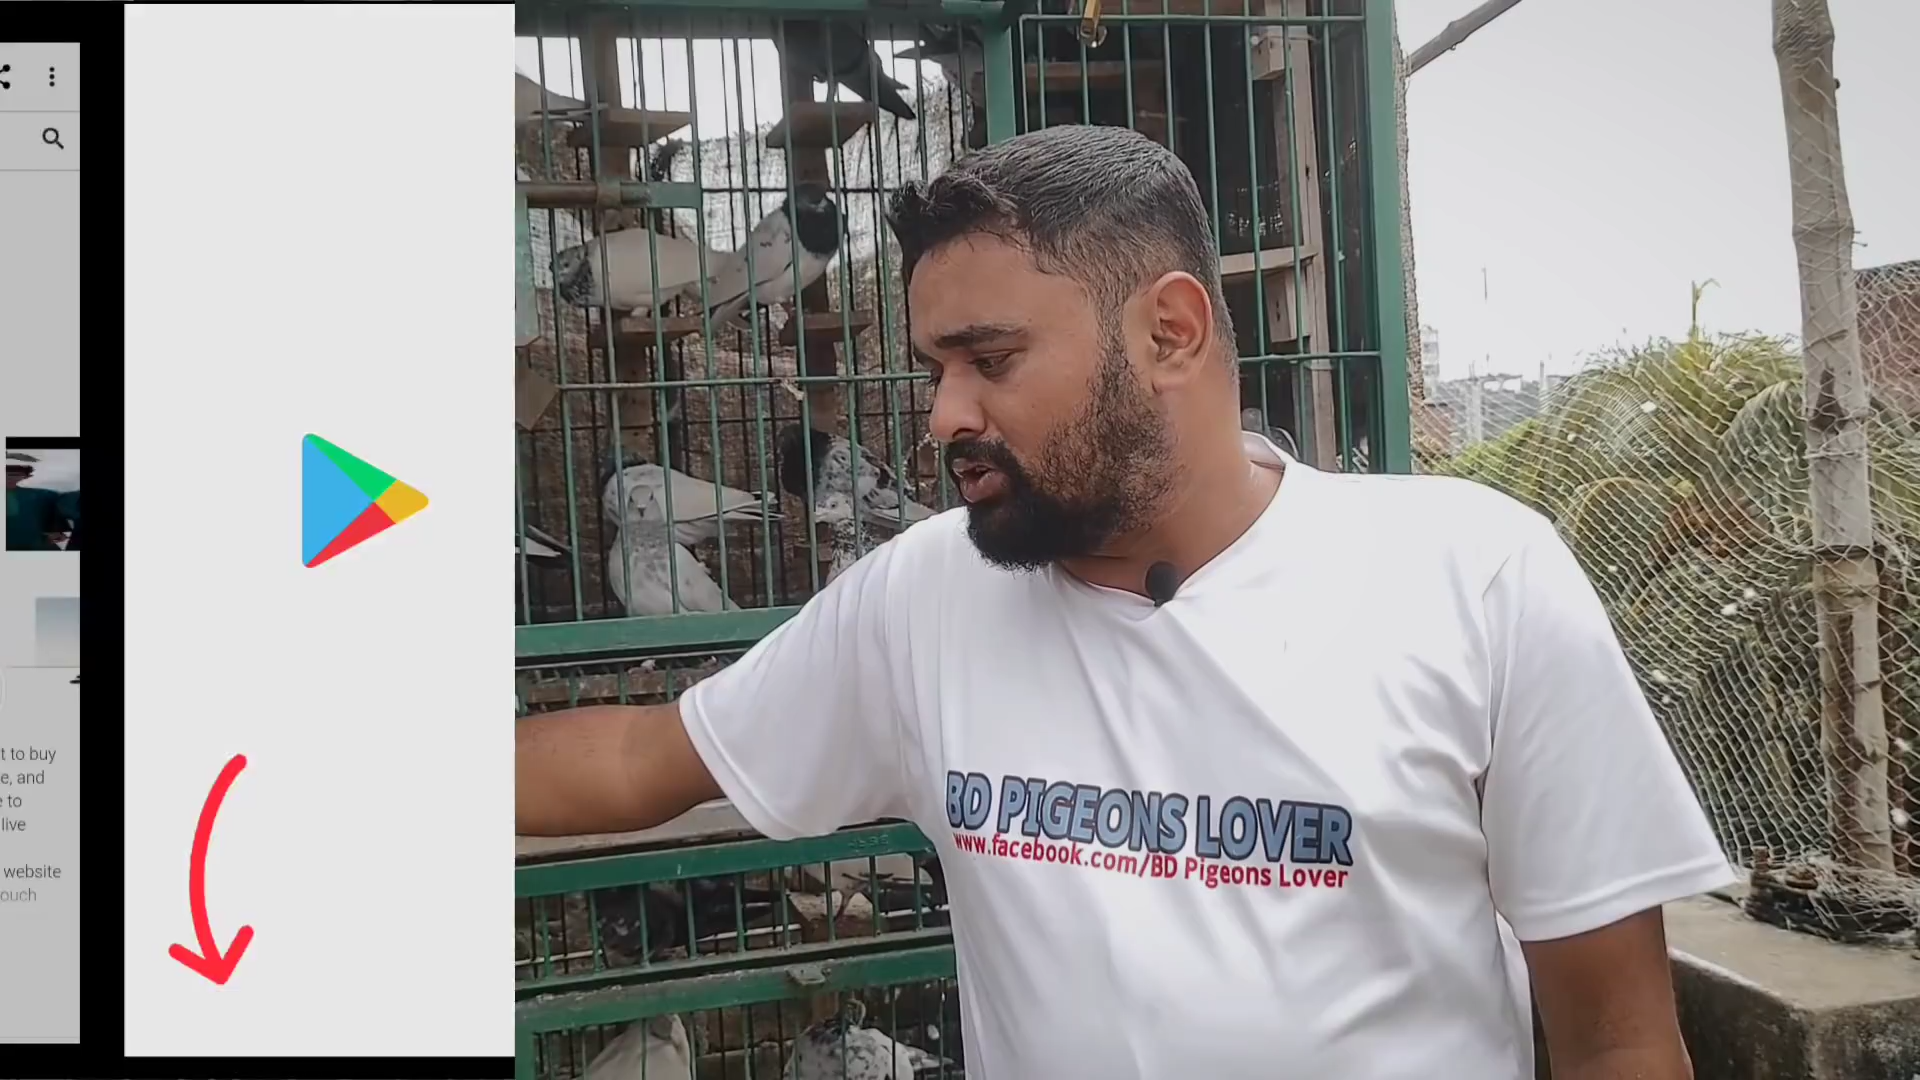 t to buy
e, and
e to
live
website
ouch
BD PIGEONS LOVER
www.facebook.com/BD Pigeons Lover